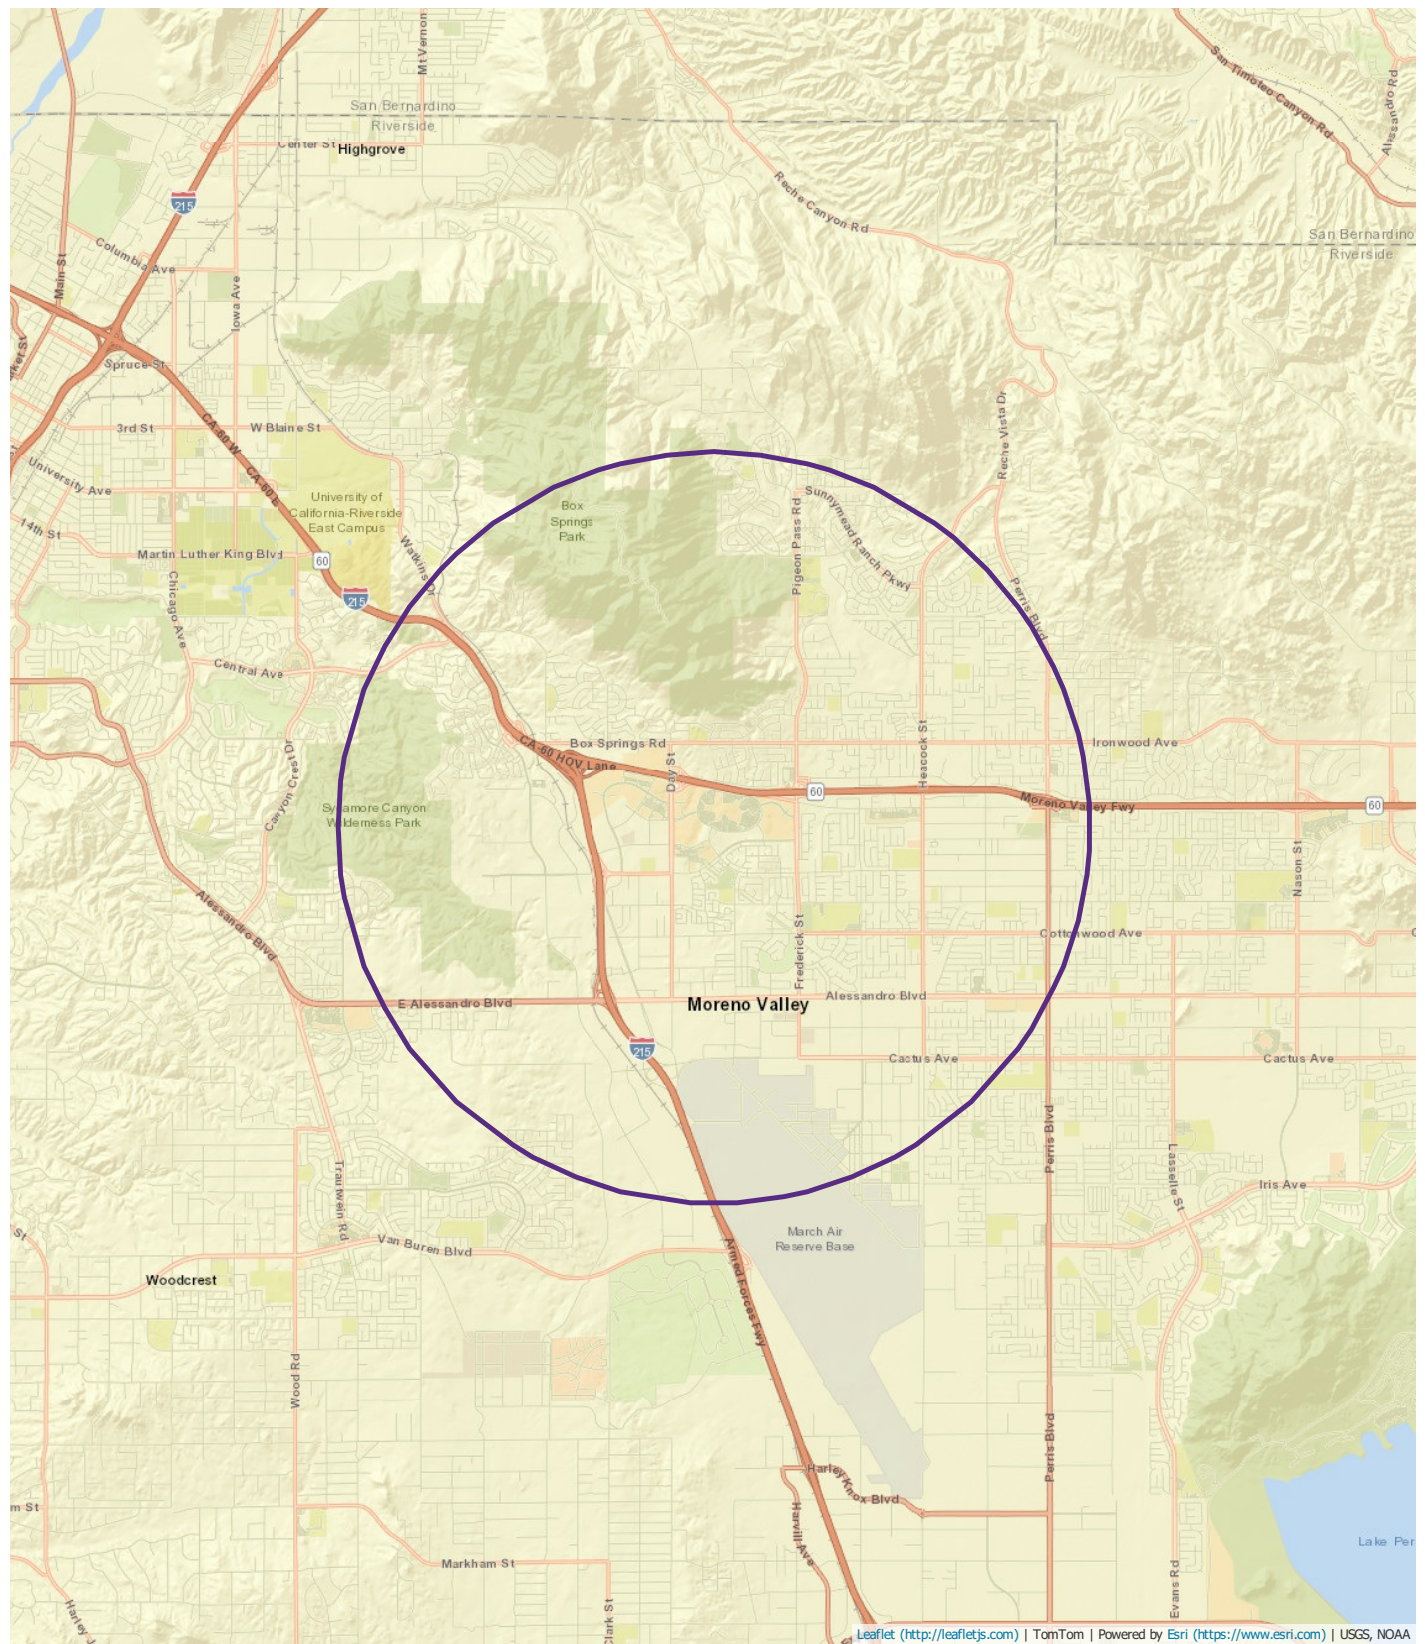 Mt Vernon
San Timoteo Canyon Rd
Alessandro Rd
San Bernardino
Riverside
Center St
Highgrove
215
Reche Canyon Rd
San Bernardino
Riverside
Columbia Ave
Main St
Iowa Ave
Spruce St
3rd St
W Blaine St
CA-60 W
CA-60 E
Reche Vista Dr
University Ave
University of
California-Riverside
East Campus
Box
Springs
Park
Pigeon Pass Rd
Sunnymead Ranch Pkwy
14th St
Martin Luther King Blvd
60
Watkins Dr
215
Chicago Ave
Perris Blvd
Central Ave
Canyon Crest Dr
Box Springs Rd
CA-60 HOV Lane
Day St
Heacock St
Ironwood Ave
60
Moreno Valley Fwy
60
Sycamore Canyon
Wilderness Park
Nason St
Alessandro Blvd
Frederick St
Cottonwood Ave
E Alessandro Blvd
Moreno Valley
Alessandro Blvd
215
Cactus Ave
Cactus Ave
Perris Blvd
Trautwein Rd
Lasselle St
Iris Ave
March Air
Reserve Base
St
Van Buren Blvd
Armed Forces Fwy
Woodcrest
Wood Rd
Perris Blvd
Harley Knox Blvd
m St
Harvill Ave
Lake Per
Markham St
Evans Rd
Harley J
Clark St
Leaflet (http://leafletjs.com) | TomTom | Powered by Esri (https://www.esri.com) | USGS, NOAA